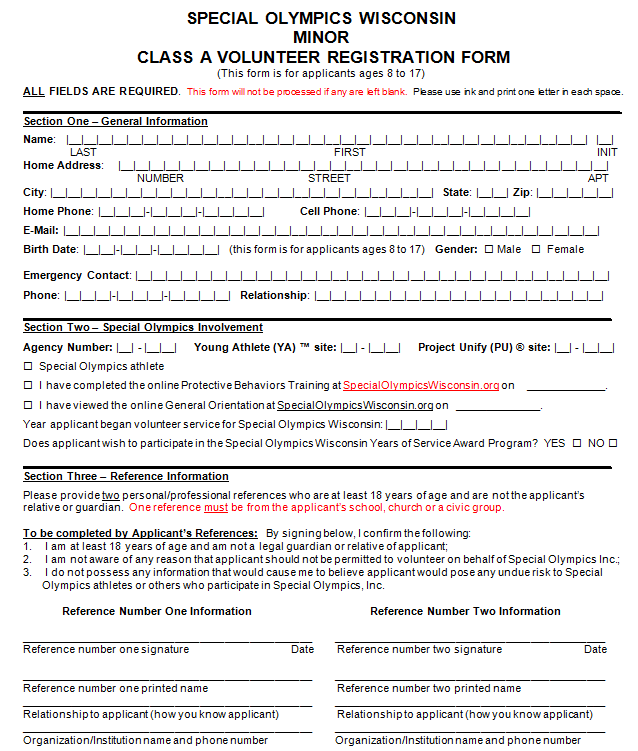 SPECIAL OLYMPICS WISCONSIN
MINOR
CLASS A VOLUNTEER REGISTRATION FORM
(This form is for applicants ages 8 to 17)
ALL FIELDS ARE REQUIRED. This form will not be processed if any are left blank. Please use ink and print one letter in each space.
Section One – General Information
Name:
LAST FIRST INIT
Home Address:
NUMBER STREET APT
City: State: Zip:
Home Phone: - - Cell Phone: - -
E-Mail:
Birth Date: - - (this form is for applicants ages 8 to 17) Gender: ☐ Male ☐ Female
Emergency Contact:
Phone: - - Relationship:
Section Two – Special Olympics Involvement
Agency Number: - Young Athlete (YA) ™ site: - Project Unify (PU) ® site: -
☐ Special Olympics athlete
☐ I have completed the online Protective Behaviors Training at SpecialOlympicsWisconsin.org on ____________.
☐ I have viewed the online General Orientation at SpecialOlympicsWisconsin.org on ____________.
Year applicant began volunteer service for Special Olympics Wisconsin:
Does applicant wish to participate in the Special Olympics Wisconsin Years of Service Award Program? YES ☐ NO ☐
Section Three – Reference Information
Please provide two personal/professional references who are at least 18 years of age and are not the applicant's
relative or guardian. One reference must be from the applicant's school, church or a civic group.
To be completed by Applicant's References: By signing below, I confirm the following:
1. I am at least 18 years of age and am not a legal guardian or relative of applicant;
2. I am not aware of any reason that applicant should not be permitted to volunteer on behalf of Special Olympics Inc.;
3. I do not possess any information that would cause me to believe applicant would pose any undue risk to Special
Olympics athletes or others who participate in Special Olympics, Inc.
Reference Number One Information Reference Number Two Information
Reference number one signature Date Reference number two signature Date
Reference number one printed name Reference number two printed name
Relationship to applicant (how you know applicant) Relationship to applicant (how you know applicant)
Organization/Institution name and phone number Organization/Institution name and phone number